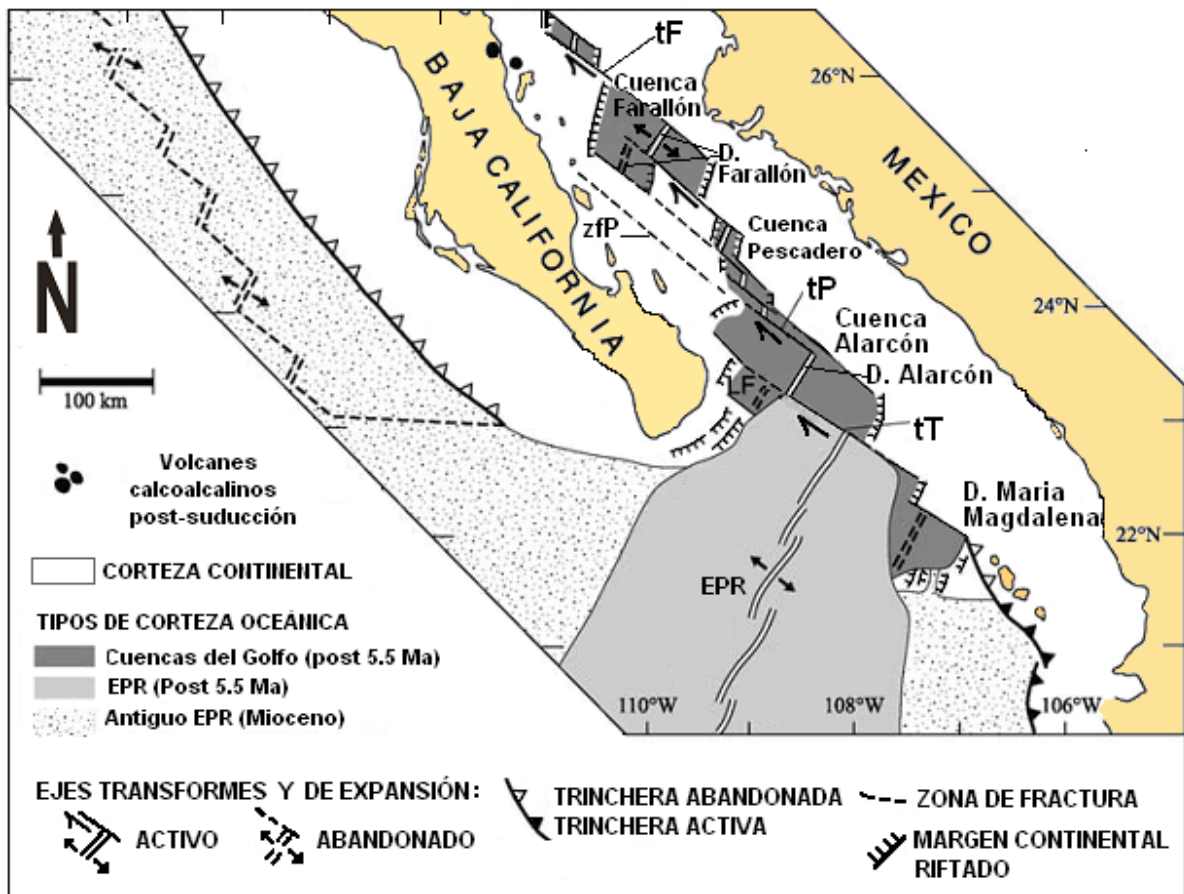 tF
26°N
Cuenca
Farallón
D.
Farallón
BAJA CALIFORNIA
MEXICO
zfP
Cuenca
Pescadero
tP
24°N
Cuenca
Alarcón
D. Alarcón
LF
tT
N
100 km
Volcanes
calcoalcalinos
post-suducción
D. Maria
Magdalena
22°N
EPR
CORTEZA CONTINENTAL
TIPOS DE CORTEZA OCEÁNICA
Cuencas del Golfo (post 5.5 Ma)
EPR (Post 5.5 Ma)
Antiguo EPR (Mioceno)
110°W
108°W
106°W
EJES TRANSFORMES Y DE EXPANSIÓN:
ACTIVO
ABANDONADO
TRINCHERA ABANDONADA
TRINCHERA ACTIVA
ZONA DE FRACTURA
MARGEN CONTINENTAL
RIFTADO